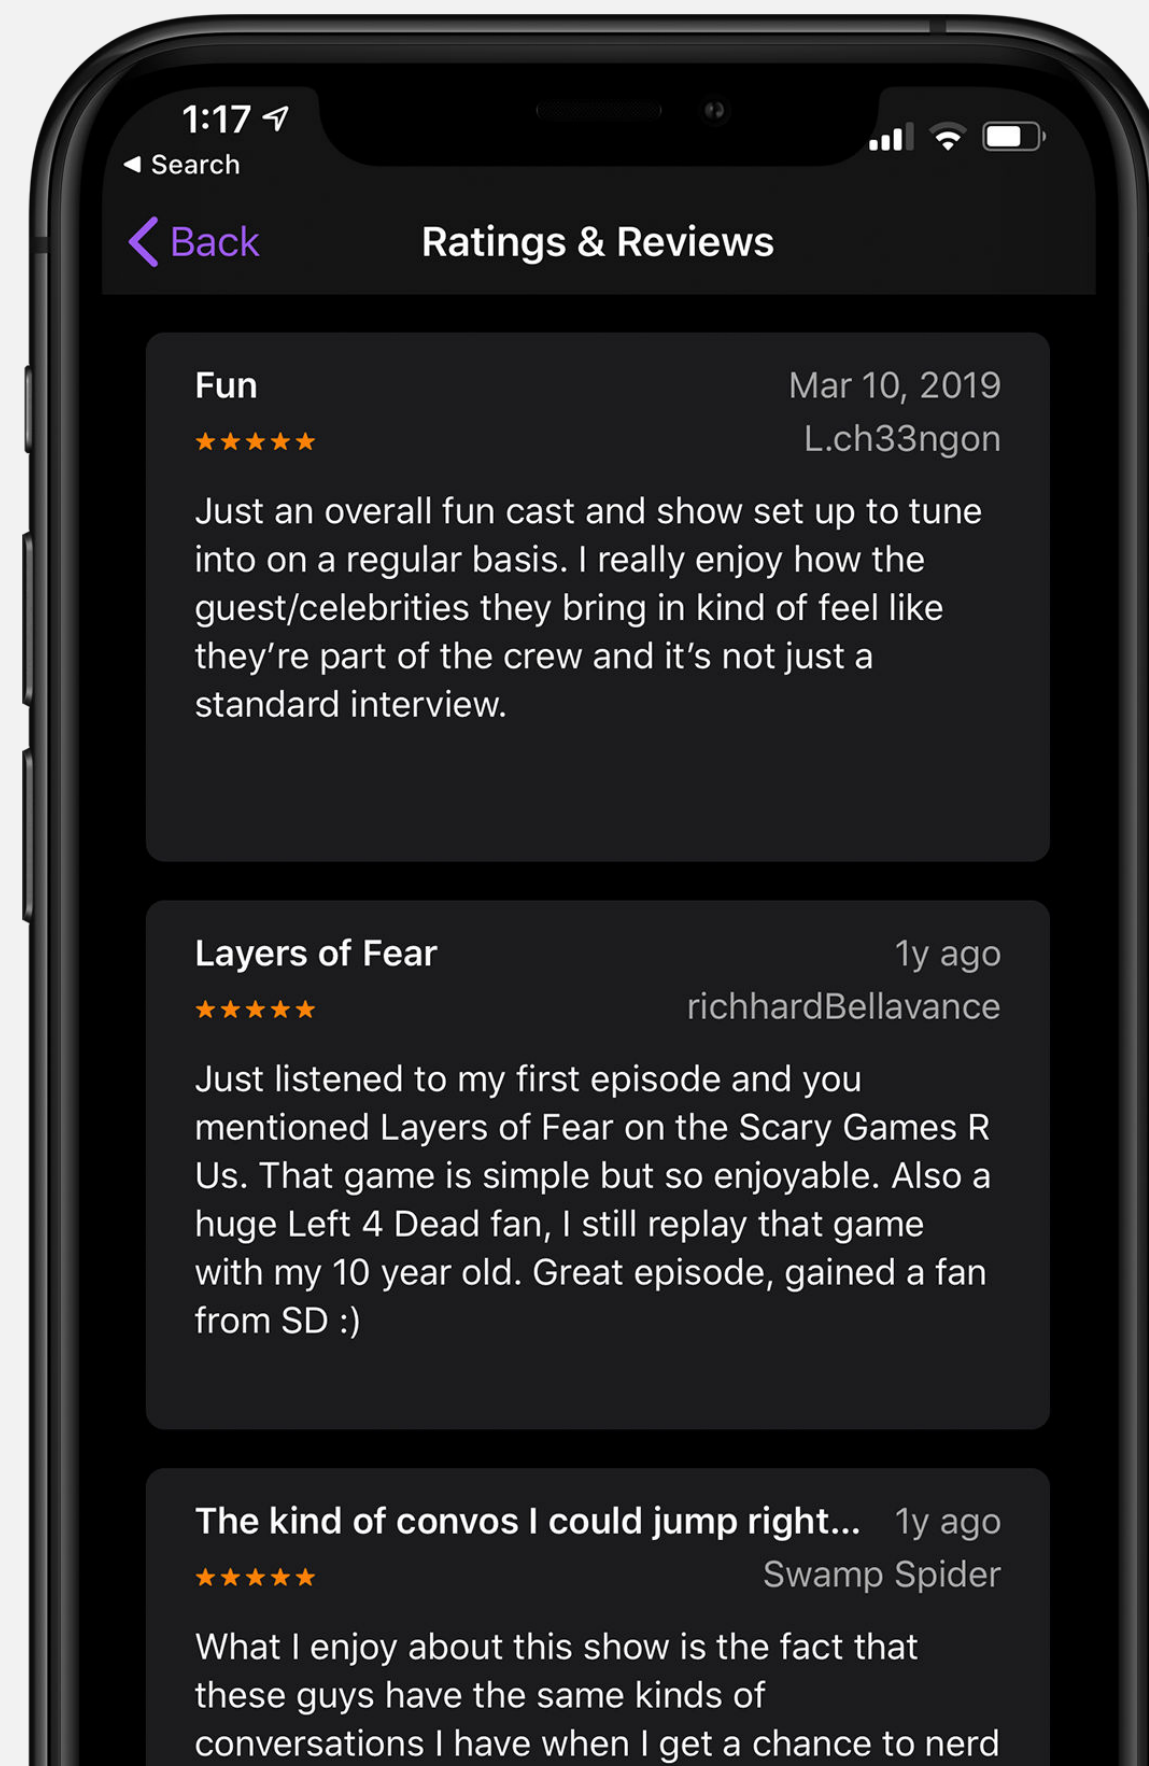 1:17
◀ Search
Back
Ratings & Reviews
Fun
Mar 10, 2019
L.ch33ngon
Just an overall fun cast and show set up to tune
into on a regular basis. I really enjoy how the
guest/celebrities they bring in kind of feel like
they’re part of the crew and it’s not just a
standard interview.
Layers of Fear
1y ago
richhardBellavance
Just listened to my first episode and you
mentioned Layers of Fear on the Scary Games R
Us. That game is simple but so enjoyable. Also a
huge Left 4 Dead fan, I still replay that game
with my 10 year old. Great episode, gained a fan
from SD :)
The kind of convos I could jump right...
1y ago
Swamp Spider
What I enjoy about this show is the fact that
these guys have the same kinds of
conversations I have when I get a chance to nerd